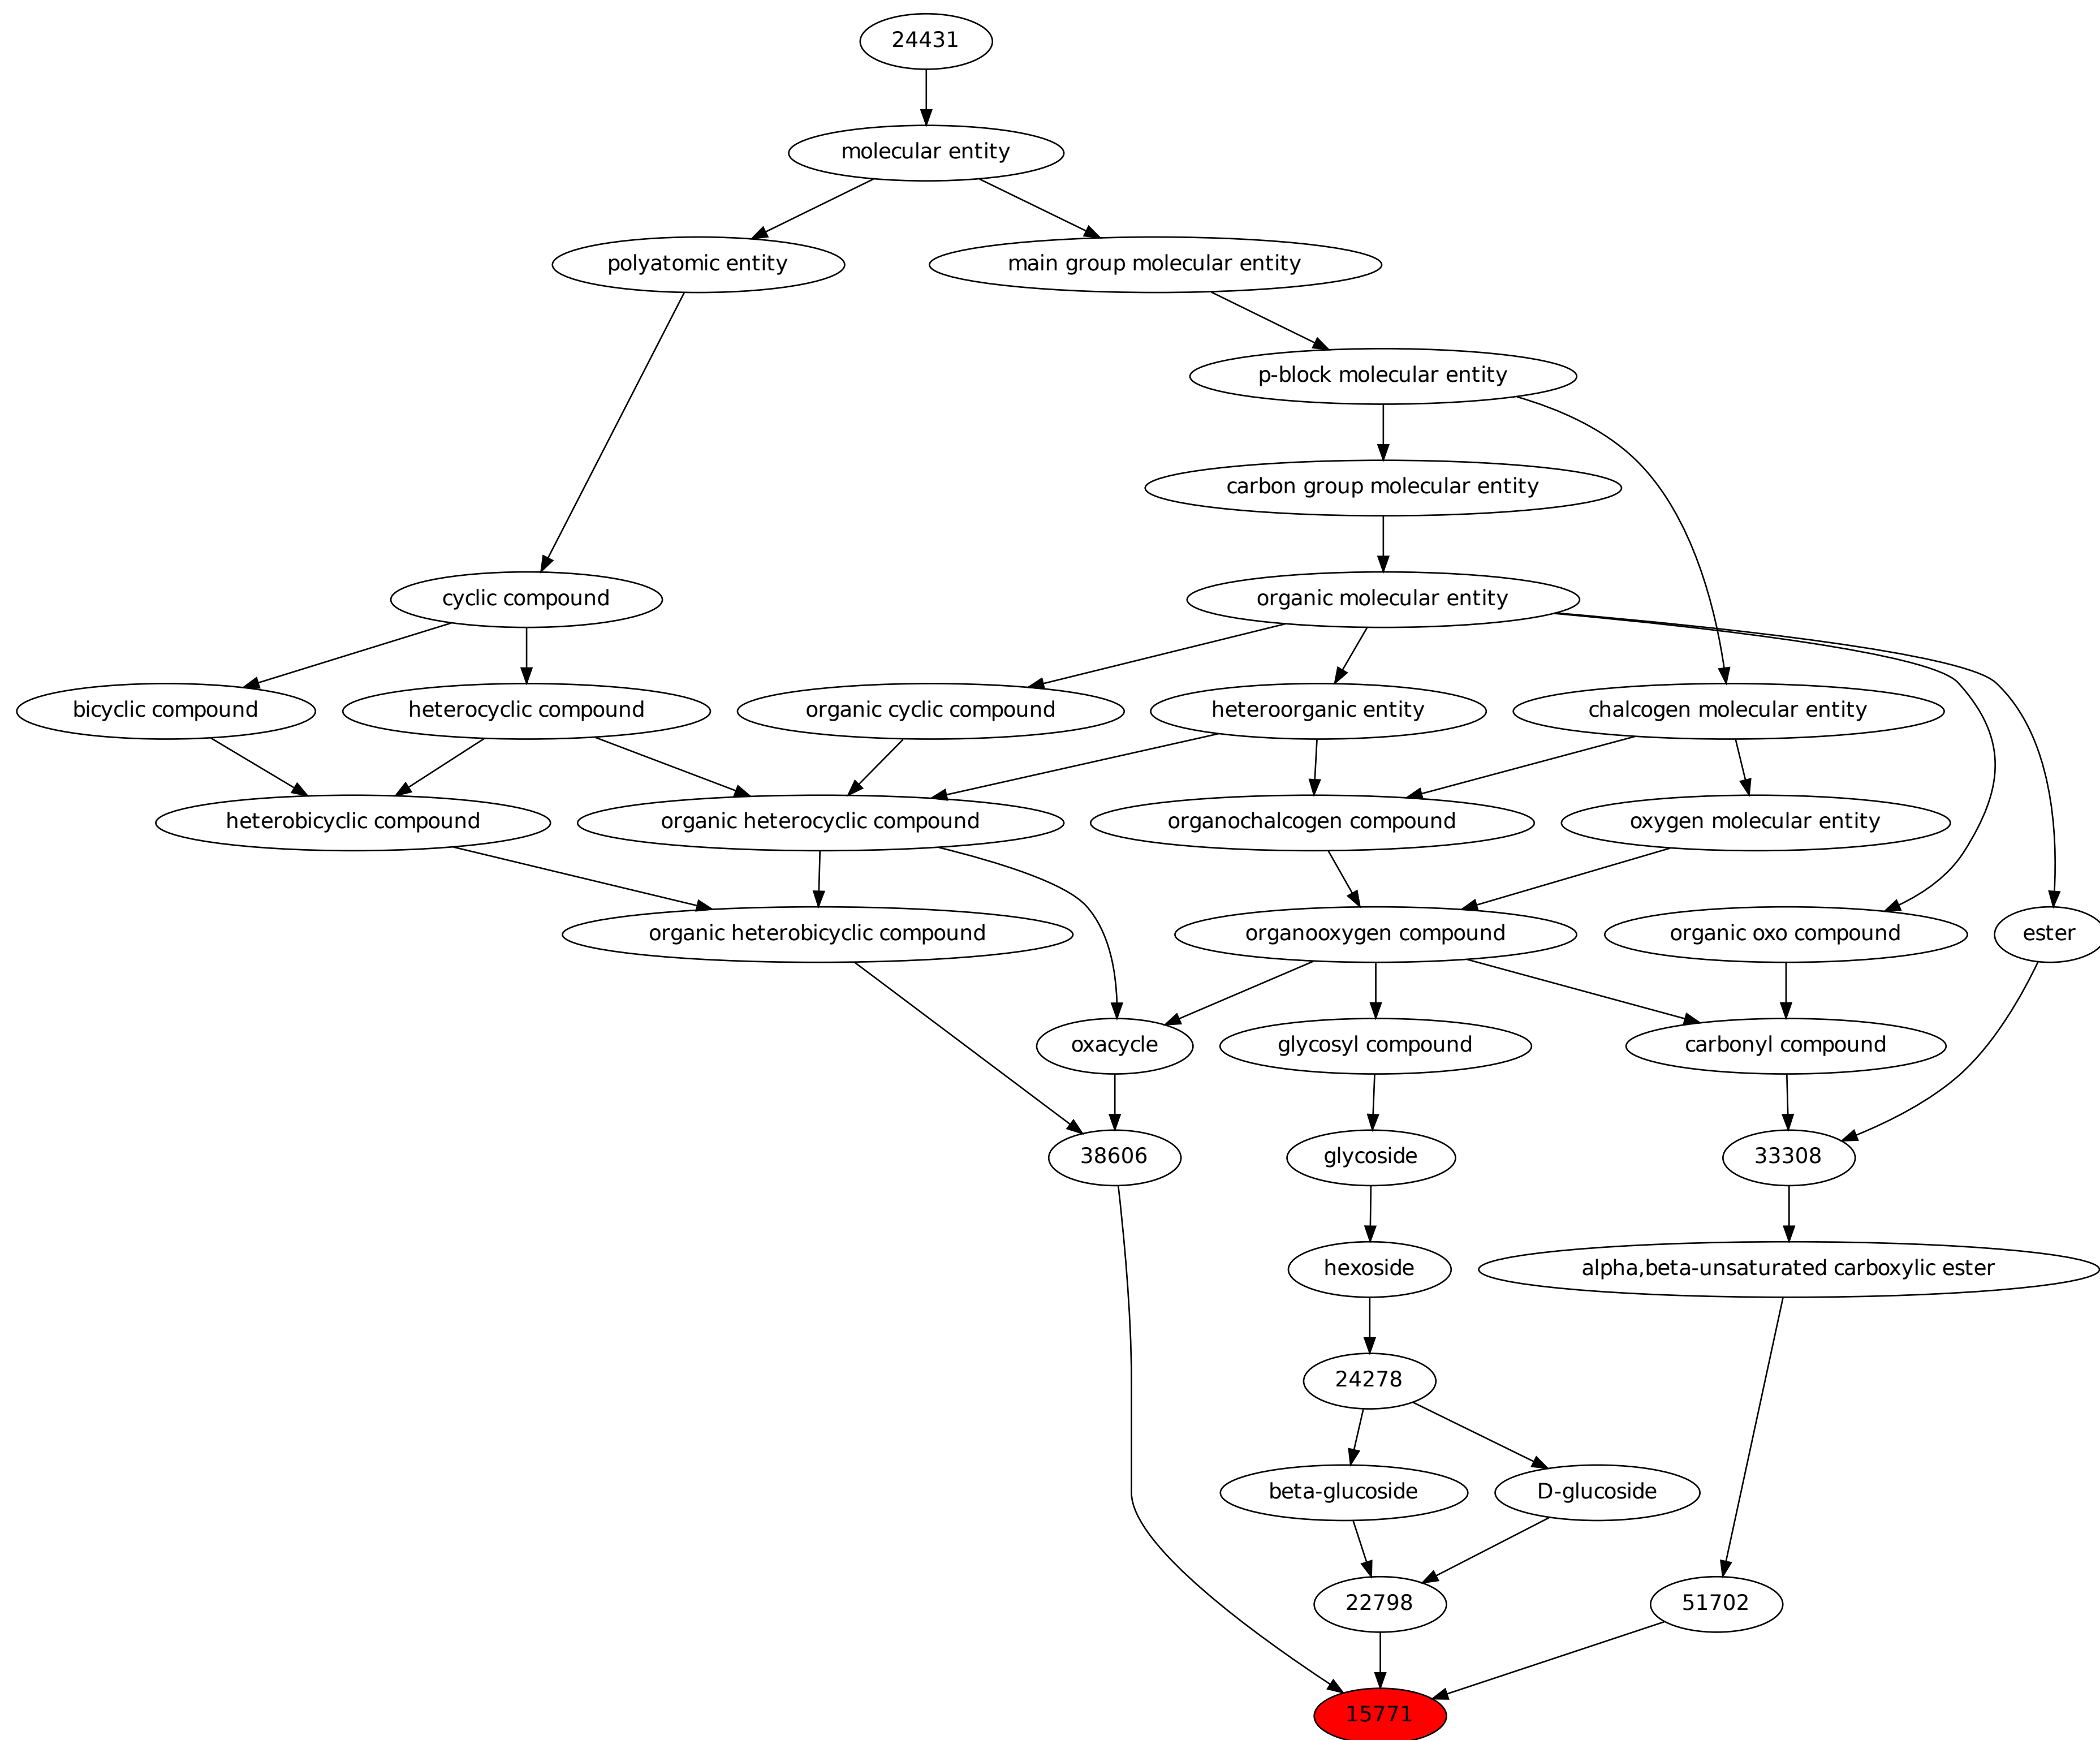 24431
molecular entity
polyatomic entity
main group molecular entity
p-block molecular entity
carbon group molecular entity
cyclic compound
organic molecular entity
bicyclic compound
heterocyclic compound
organic cyclic compound
heteroorganic entity
chalcogen molecular entity
heterobicyclic compound
organic heterocyclic compound
organochalcogen compound
oxygen molecular entity
organic heterobicyclic compound
organooxygen compound
organic oxo compound
ester
oxacycle
glycosyl compound
carbonyl compound
38606
glycoside
33308
hexoside
alpha,beta-unsaturated carboxylic ester
24278
beta-glucoside
D-glucoside
22798
51702
15771